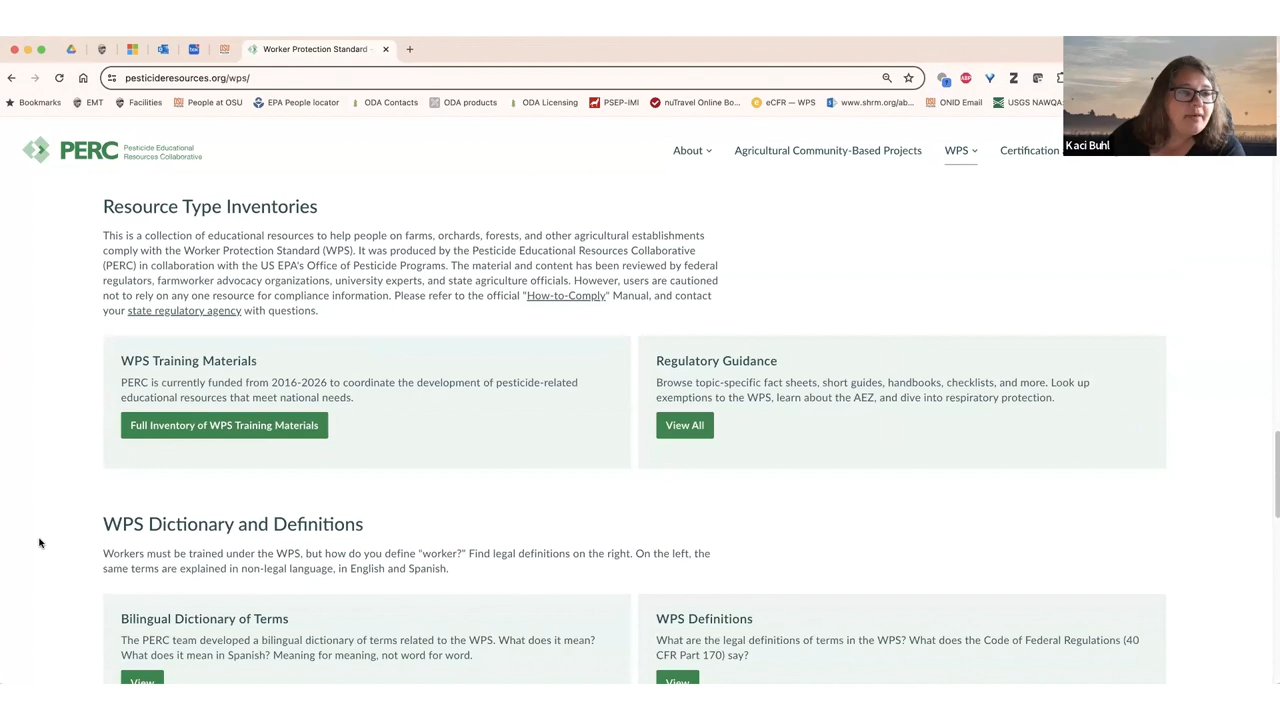 Worker Protection Standard -
pesticideresources.org/wps/
Bookmarks EMT Facilities People at OSU EPA People locator ODA Contacts ODA products ODA Licensing PSEP-IMI nuTravel Online Bo... eCFR — WPS www.shrm.org/ab... ONID Email USGS NAWQA:
PERC Pesticide Educational
Resources Collaborative
About Agricultural Community-Based Projects WPS Certification
Kaci Buhl
Resource Type Inventories
This is a collection of educational resources to help people on farms, orchards, forests, and other agricultural establishments
comply with the Worker Protection Standard (WPS). It was produced by the Pesticide Educational Resources Collaborative
(PERC) in collaboration with the US EPA's Office of Pesticide Programs. The material and content has been reviewed by federal
regulators, farmworker advocacy organizations, university experts, and state agriculture officials. However, users are cautioned
not to rely on any one resource for compliance information. Please refer to the official "How-to-Comply" Manual, and contact
your state regulatory agency with questions.
WPS Training Materials
PERC is currently funded from 2016-2026 to coordinate the development of pesticide-related
educational resources that meet national needs.
Full Inventory of WPS Training Materials
Regulatory Guidance
Browse topic-specific fact sheets, short guides, handbooks, checklists, and more. Look up
exemptions to the WPS, learn about the AEZ, and dive into respiratory protection.
View All
WPS Dictionary and Definitions
Workers must be trained under the WPS, but how do you define "worker?" Find legal definitions on the right. On the left, the
same terms are explained in non-legal language, in English and Spanish.
Bilingual Dictionary of Terms
The PERC team developed a bilingual dictionary of terms related to the WPS. What does it mean?
What does it mean in Spanish? Meaning for meaning, not word for word.
View
WPS Definitions
What are the legal definitions of terms in the WPS? What does the Code of Federal Regulations (40
CFR Part 170) say?
View